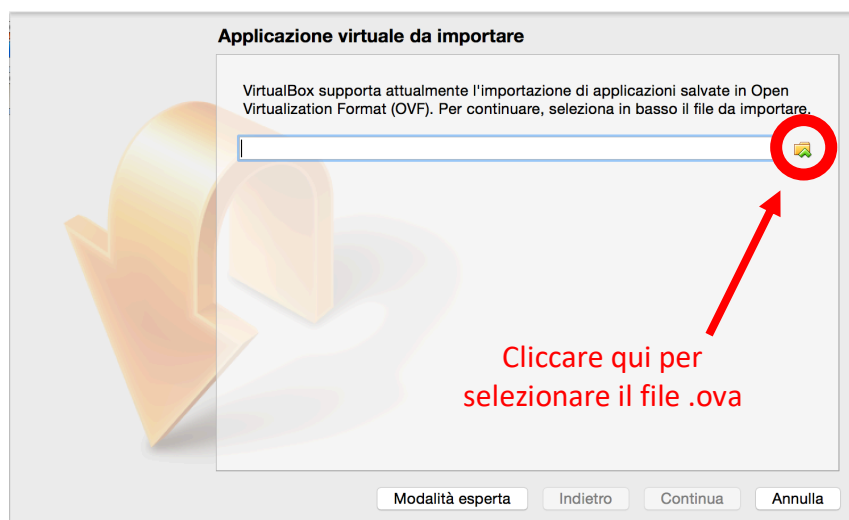 Applicazione virtuale da importare
VirtualBox supporta attualmente l'importazione di applicazioni salvate in Open
Virtualization Format (OVF). Per continuare, seleziona in basso il file da importare.
Cliccare qui per
selezionare il file .ova
Modalità esperta
Indietro
Continua
Annulla